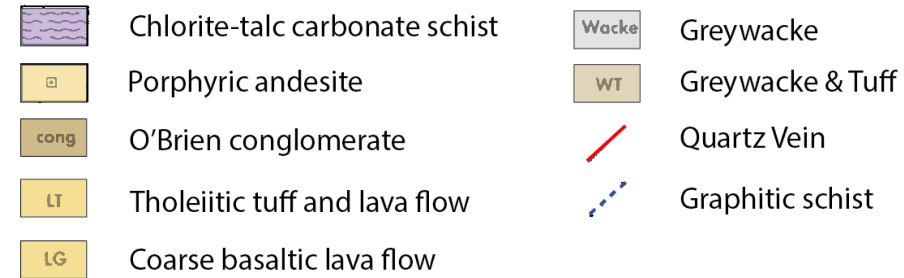 Chlorite-talc carbonate schist
Porphyric andesite
cong O'Brien conglomerate
LT Tholeiitic tuff and lava flow
LG Coarse basaltic lava flow
Wacke Greywacke
WT Greywacke & Tuff
Quartz Vein
Graphitic schist